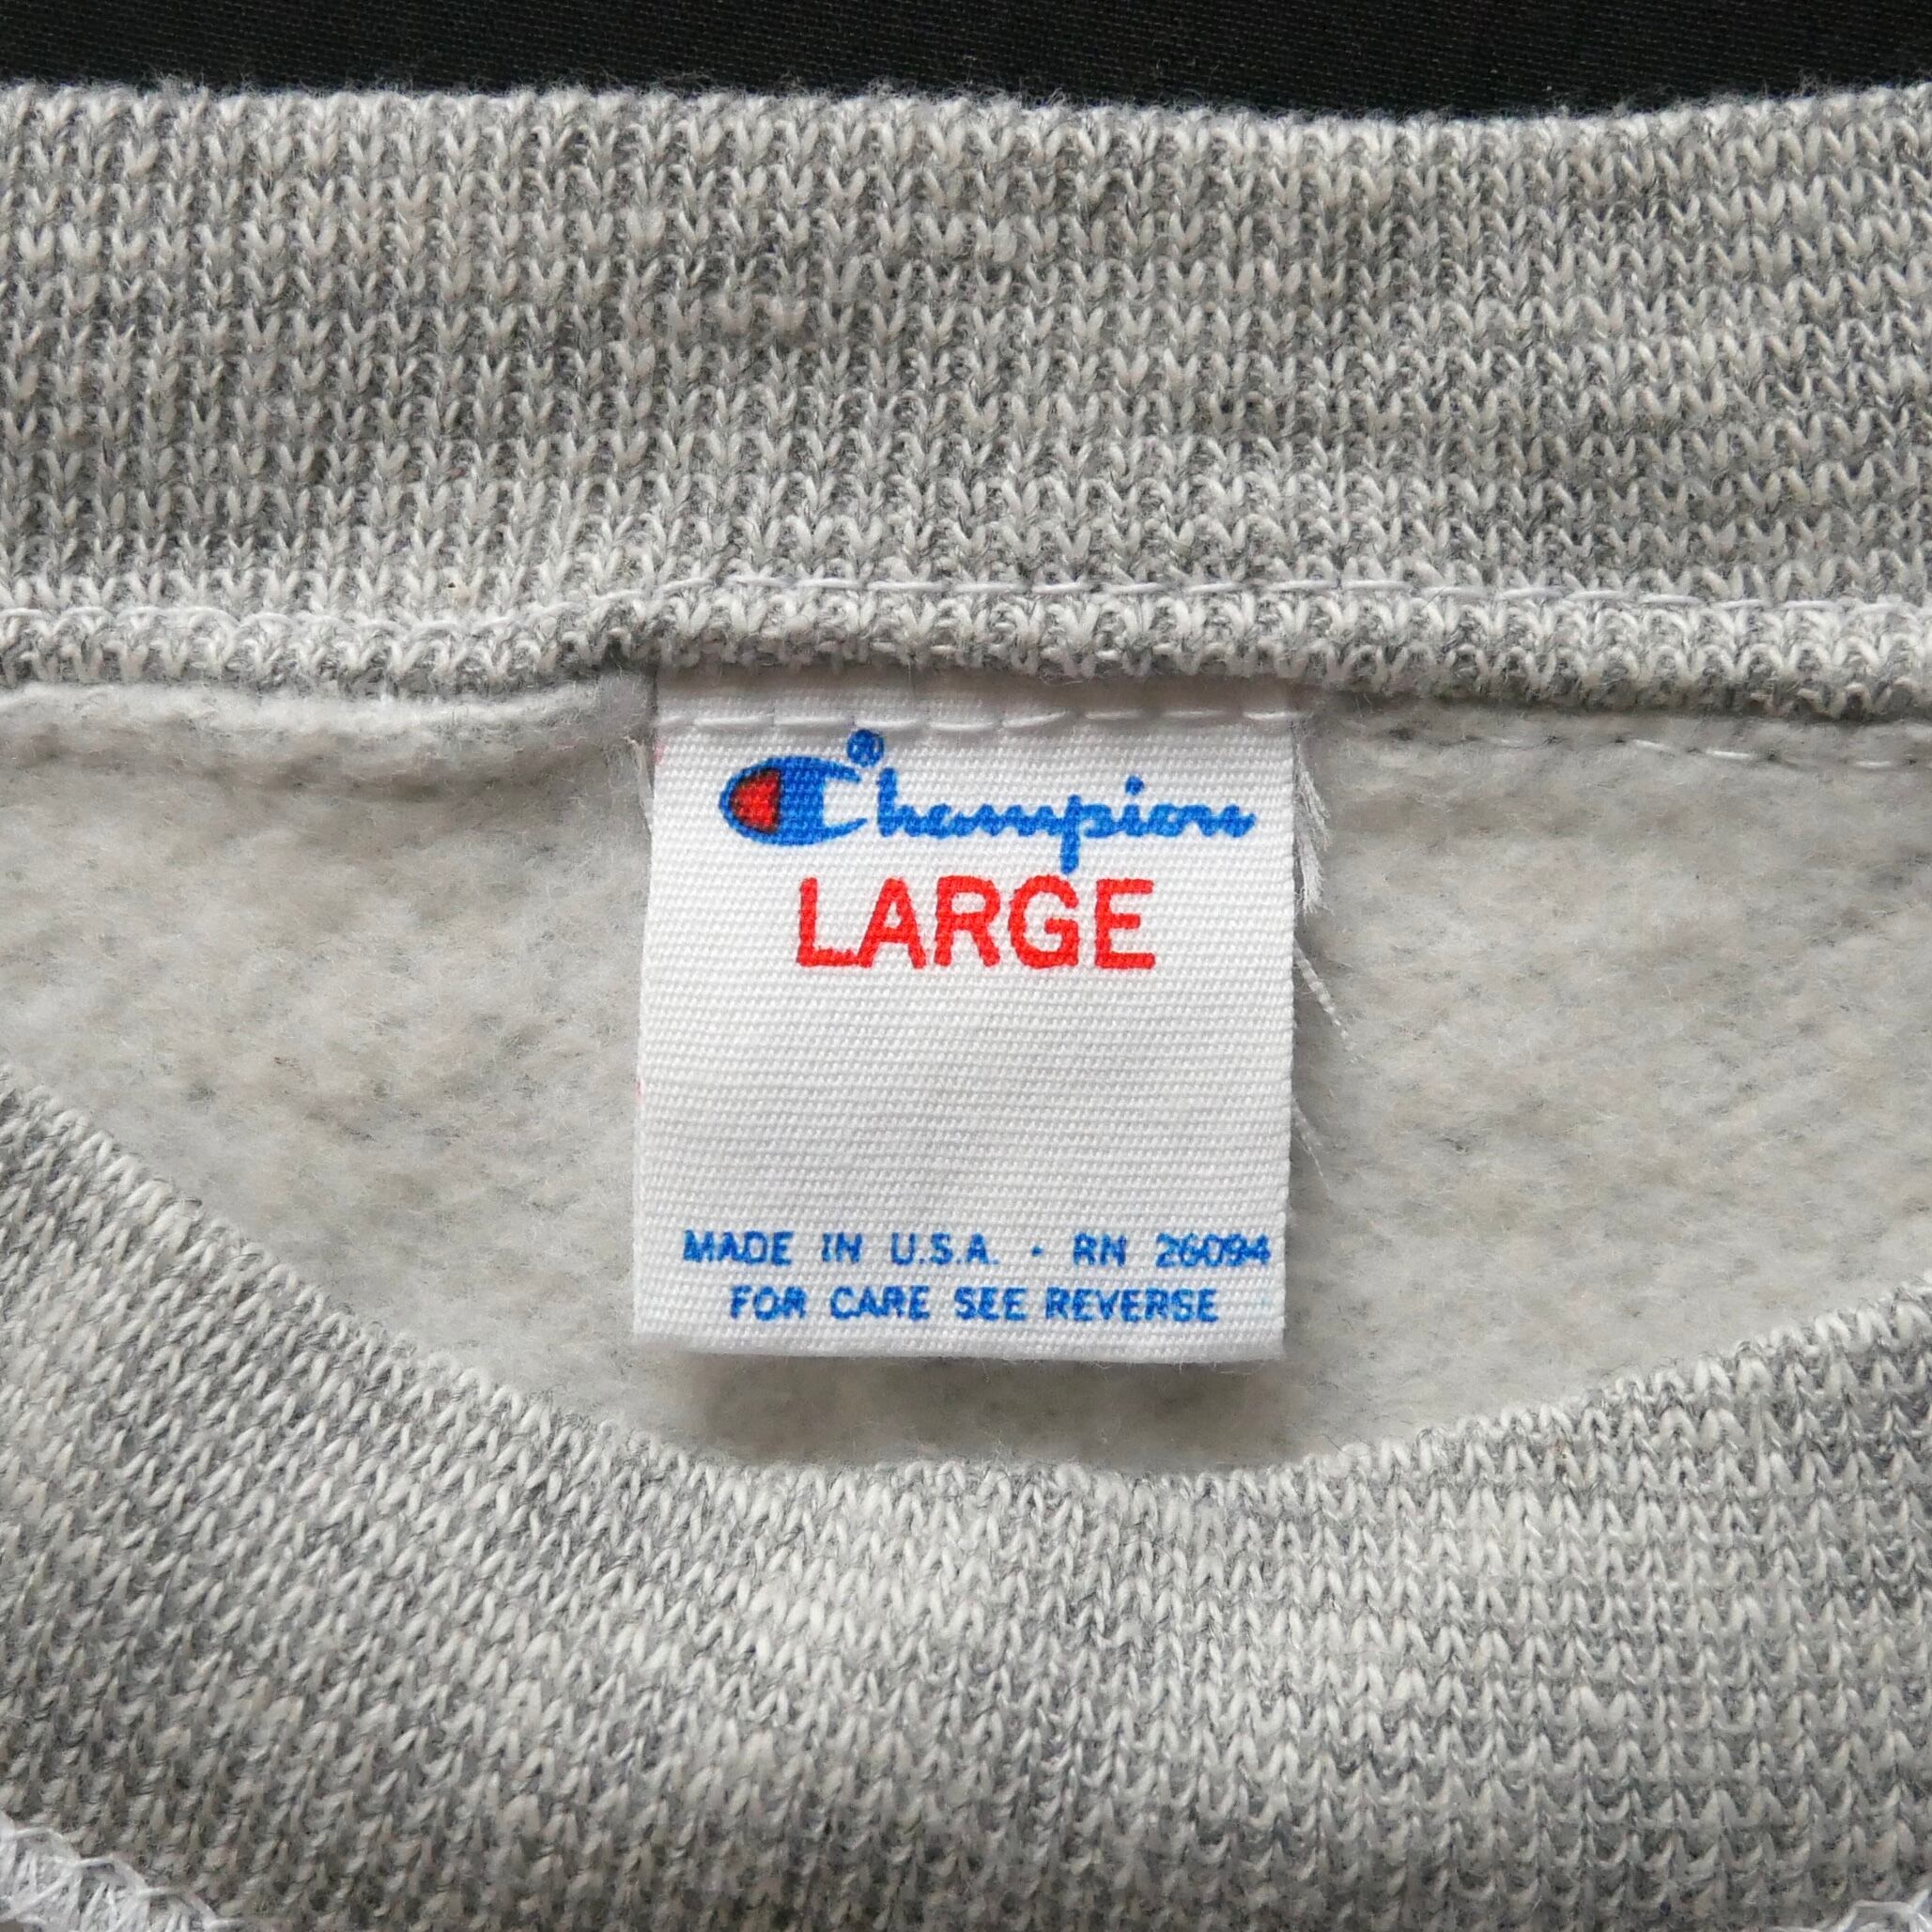 Champion®
LARGE
MADE IN U.S.A. · RN 26094
FOR CARE SEE REVERSE